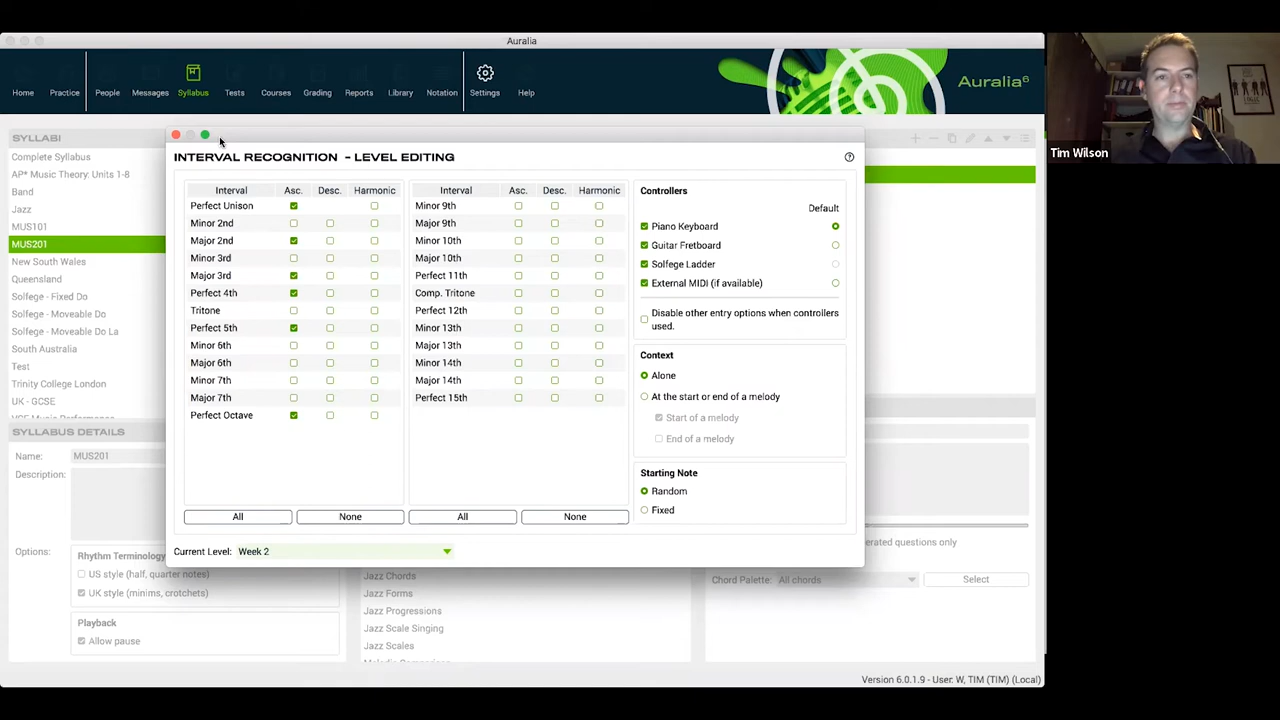 Auralia
Home Practice People Messages Syllabus Tests Courses Grading Reports Library Notation Settings Help
Auralia6
Tim Wilson
SYLLABI
Complete Syllabus
AP* Music Theory: Units 1-8
Band
Jazz
MUS101
MUS201
New South Wales
Queensland
Solfege - Fixed Do
Solfege - Moveable Do
Solfege - Moveable Do La
South Australia
Test
Trinity College London
UK - GCSE
VCE Music Performance
SYLLABUS DETAILS
Name: MUS201
Description:
Options:
Rhythm Terminology
US style (half, quarter notes)
UK style (minims, crotchets)
Playback
Allow pause
INTERVAL RECOGNITION - LEVEL EDITING
Interval Asc. Desc. Harmonic
Perfect Unison
Minor 2nd
Major 2nd
Minor 3rd
Major 3rd
Perfect 4th
Tritone
Perfect 5th
Minor 6th
Major 6th
Minor 7th
Major 7th
Perfect Octave
All None
Interval Asc. Desc. Harmonic
Minor 9th
Major 9th
Minor 10th
Major 10th
Perfect 11th
Comp. Tritone
Perfect 12th
Minor 13th
Major 13th
Minor 14th
Major 14th
Perfect 15th
All None
Controllers
Default
Piano Keyboard
Guitar Fretboard
Solfege Ladder
External MIDI (if available)
Disable other entry options when controllers
used.
Context
Alone
At the start or end of a melody
Start of a melody
End of a melody
Starting Note
Random
Fixed
Current Level: Week 2
Jazz Chords
Jazz Forms
Jazz Progressions
Jazz Scale Singing
Jazz Scales
questions only
Chord Palette: All chords Select
Version 6.0.1.9 - User: W, TIM (TIM) (Local)